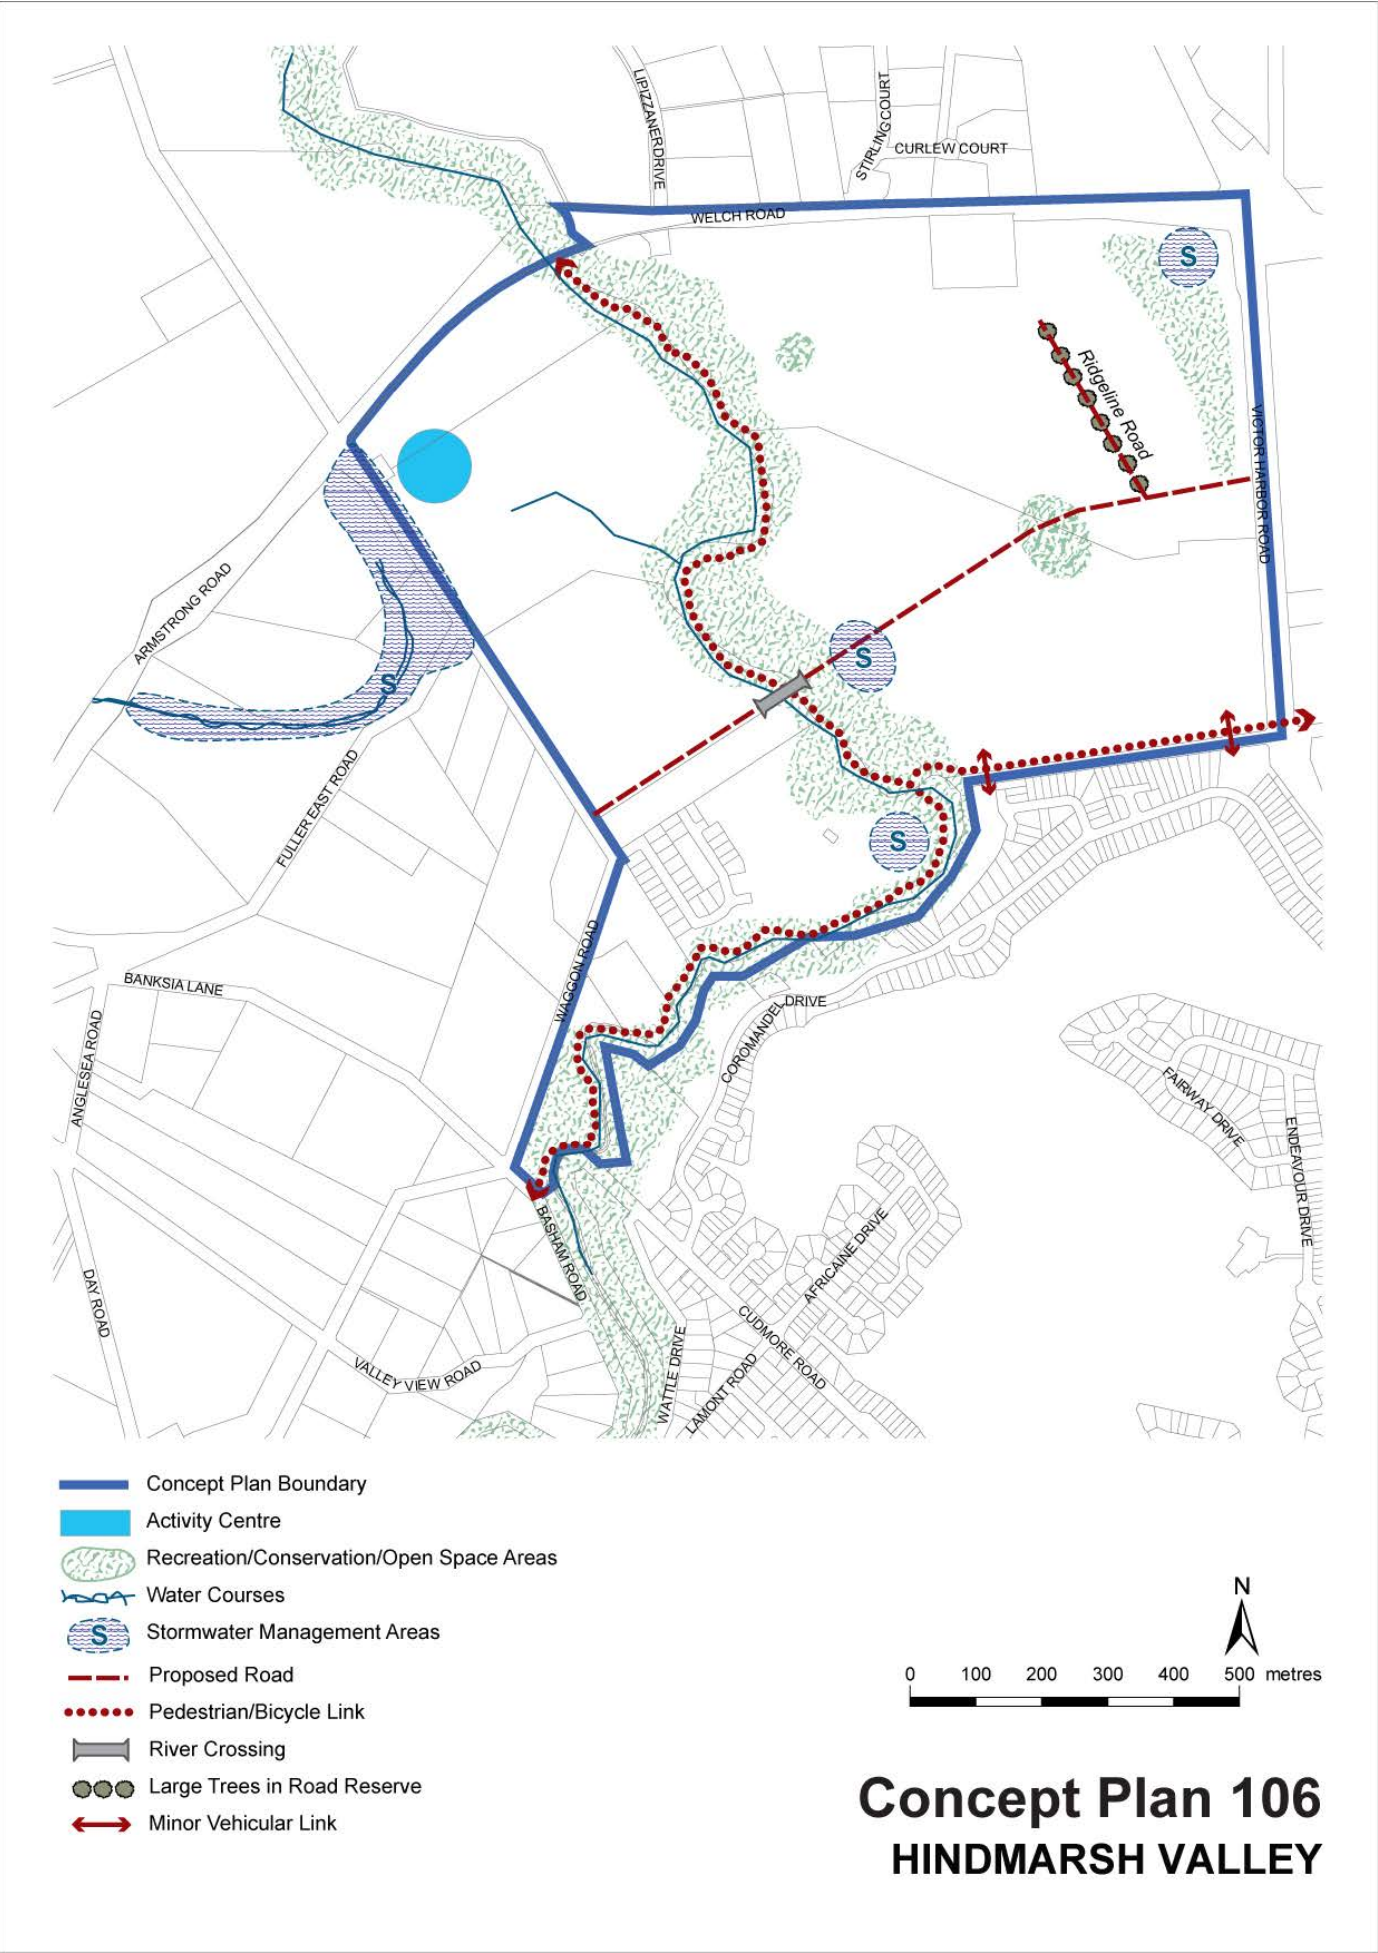 LIPIZZANER DRIVE
STIRLING COURT
CURLEW COURT
WELCH ROAD
S
Ridgeline Road
VICTOR HARBOR ROAD
ARMSTRONG ROAD
S
S
FULLER EAST ROAD
S
WAGGON ROAD
BANKSIA LANE
ANGLESEA ROAD
COROMANDEL DRIVE
FAIRWAY DRIVE
ENDEAVOUR DRIVE
BASHAM ROAD
AFRICAINE DRIVE
DAY ROAD
CUDMORE ROAD
VALLEY VIEW ROAD
WATTLE DRIVE
LAMONT ROAD
Concept Plan Boundary
Activity Centre
Recreation/Conservation/Open Space Areas
Water Courses
S Stormwater Management Areas
Proposed Road
Pedestrian/Bicycle Link
River Crossing
Large Trees in Road Reserve
Minor Vehicular Link
N
0 100 200 300 400 500 metres
Concept Plan 106
HINDMARSH VALLEY